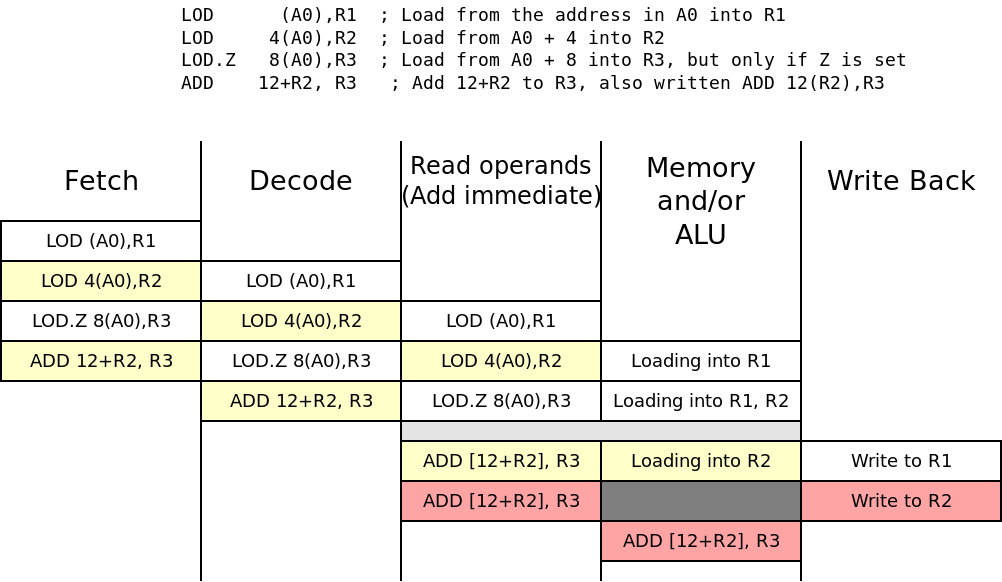 LOD      (A0),R1  ; Load from the address in A0 into R1
LOD     4(A0),R2  ; Load from A0 + 4 into R2
LOD.Z   8(A0),R3  ; Load from A0 + 8 into R3, but only if Z is set
ADD    12+R2, R3   ; Add 12+R2 to R3, also written ADD 12(R2),R3
Fetch
Decode
Read operands
(Add immediate)
Memory
and/or
ALU
Write Back
LOD (A0),R1
LOD 4(A0),R2
LOD (A0),R1
LOD.Z 8(A0),R3
LOD 4(A0),R2
LOD (A0),R1
ADD 12+R2, R3
LOD.Z 8(A0),R3
LOD 4(A0),R2
Loading into R1
ADD 12+R2, R3
LOD.Z 8(A0),R3
Loading into R1, R2
ADD [12+R2], R3
Loading into R2
Write to R1
ADD [12+R2], R3
Write to R2
ADD [12+R2], R3